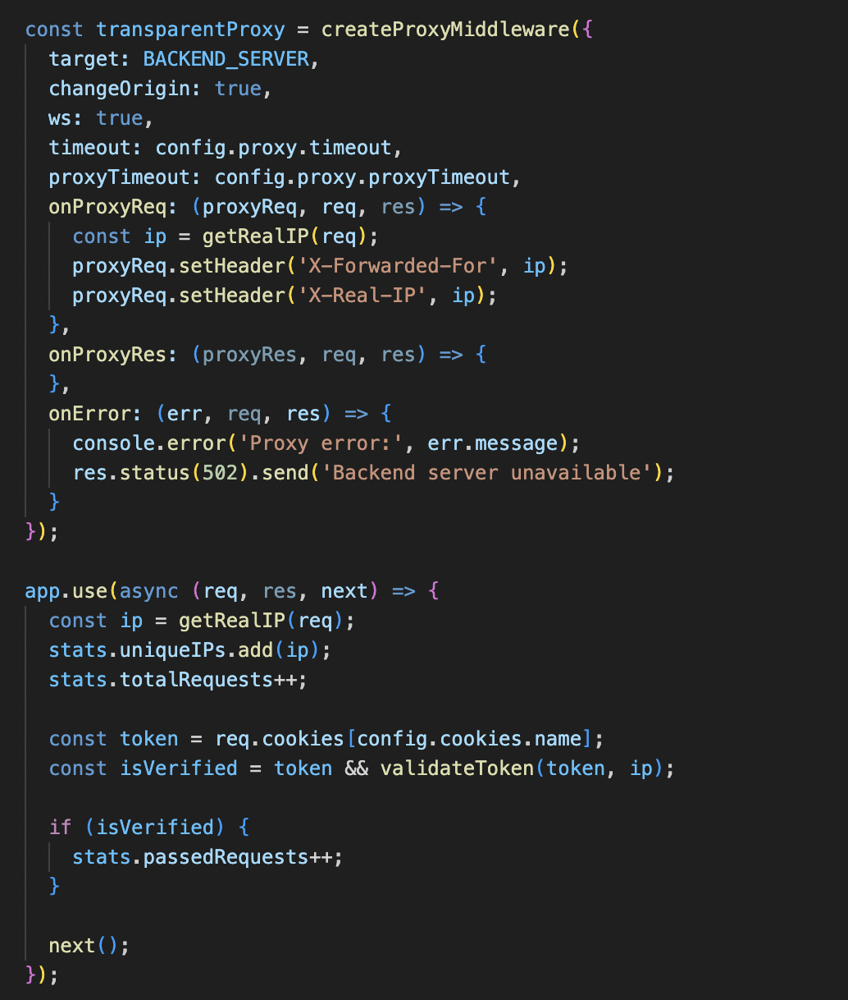 const transparentProxy = createProxyMiddleware({
  target: BACKEND_SERVER,
  changeOrigin: true,
  ws: true,
  timeout: config.proxy.timeout,
  proxyTimeout: config.proxy.proxyTimeout,
  onProxyReq: (proxyReq, req, res) => {
    const ip = getRealIP(req);
    proxyReq.setHeader('X-Forwarded-For', ip);
    proxyReq.setHeader('X-Real-IP', ip);
  },
  onProxyRes: (proxyRes, req, res) => {
  },
  onError: (err, req, res) => {
    console.error('Proxy error:', err.message);
    res.status(502).send('Backend server unavailable');
  }
});

app.use(async (req, res, next) => {
  const ip = getRealIP(req);
  stats.uniqueIPs.add(ip);
  stats.totalRequests++;

  const token = req.cookies[config.cookies.name];
  const isVerified = token && validateToken(token, ip);

  if (isVerified) {
    stats.passedRequests++;
  }

  next();
});